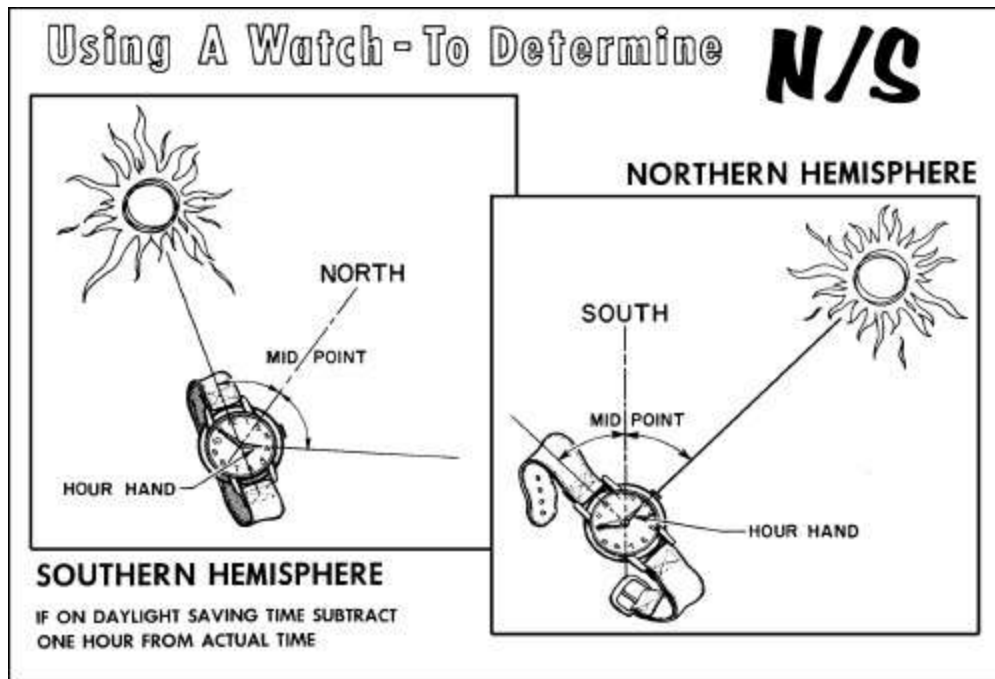 Using A Watch - To Determine N/S
NORTH
MID POINT
HOUR HAND
SOUTHERN HEMISPHERE
IF ON DAYLIGHT SAVING TIME SUBTRACT
ONE HOUR FROM ACTUAL TIME
NORTHERN HEMISPHERE
SOUTH
MID POINT
HOUR HAND